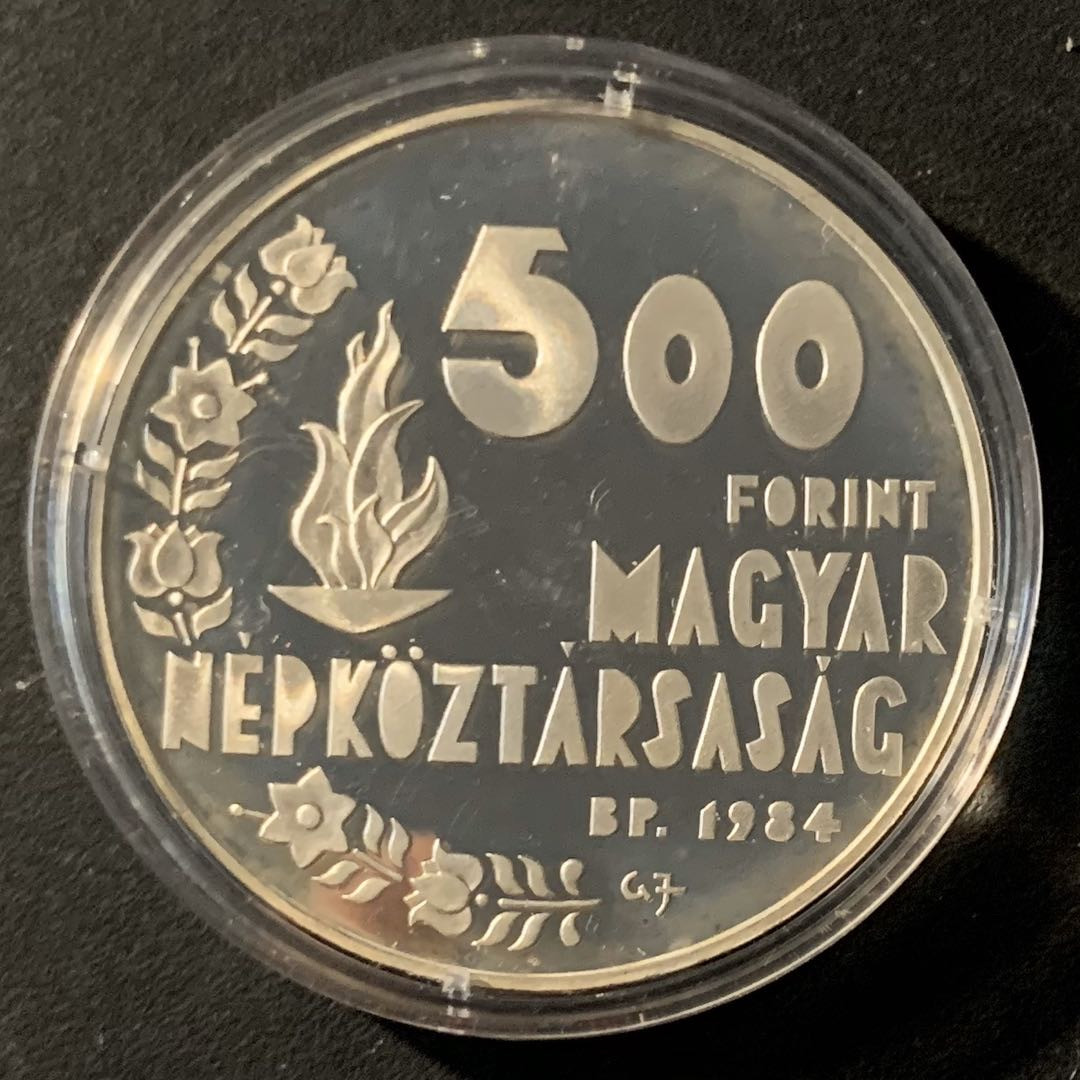 500
FORINT
MAGYAR
NÉPKÖZTÁRSASÁG
BP. 1984
GJ